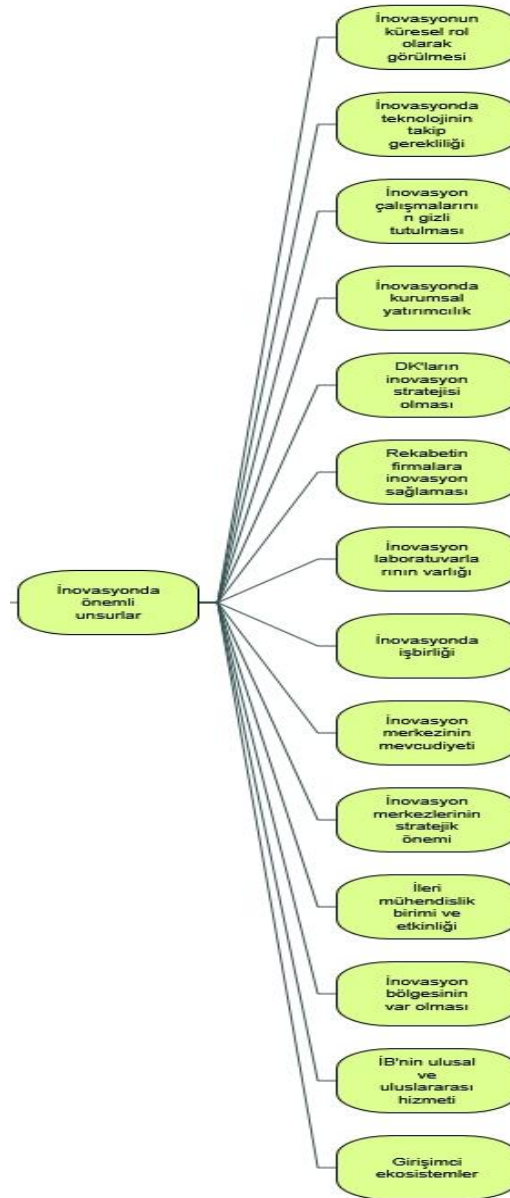 İnovasyonun
küresel rol
olarak
görülmesi
İnovasyonda
teknolojinin
takip
gerekliliği
İnovasyon
çalışmalarını
n gizli
tutulması
İnovasyonda
kurumsal
yatırımcılık
DK'ların
inovasyon
stratejisi
olması
Rekabetin
firmalara
inovasyon
sağlaması
İnovasyon
laboratuvarla
rının varlığı
İnovasyonda
önemli
unsurlar
İnovasyonda
işbirliği
İnovasyon
merkezinin
mevcudiyeti
İnovasyon
merkezlerinin
stratejik
önemi
İleri
mühendislik
birimi ve
etkinliği
İnovasyon
bölgesinin
var olması
İB'nin ulusal
ve
uluslararası
hizmeti
Girişimci
ekosistemler